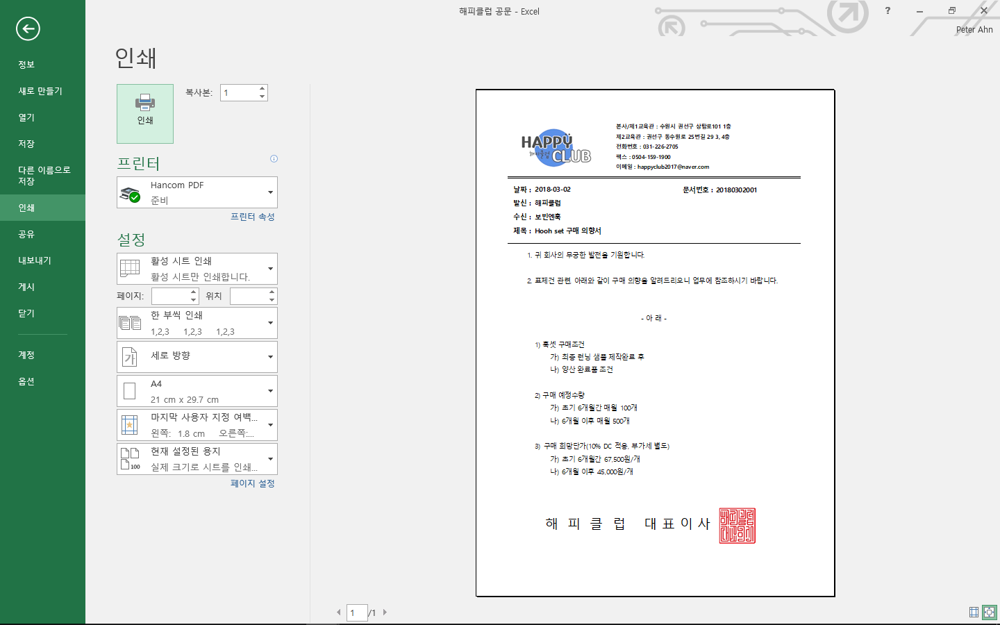 해피클럽 공문 - Excel
?
Peter Ahn
정보
새로 만들기
열기
저장
다른 이름으로
저장
인쇄
공유
내보내기
게시
닫기
계정
옵션
인쇄
인쇄
복사본: 1
프린터
Hancom PDF
준비
프린터 속성
설정
활성 시트 인쇄
활성 시트만 인쇄합니다.
페이지: 위치
한 부씩 인쇄
1,2,3 1,2,3 1,2,3
가
세로 방향
A4
21 cm x 29.7 cm
마지막 사용자 지정 여백...
왼쪽: 1.8 cm 오른쪽:...
현재 설정된 용지
100
실제 크기로 시트를 인쇄...
페이지 설정
HAPPY
해피클럽
CLUB
본사/제1교육관 : 수원시 권선구 상탑로101 1층
제2교육관 : 권선구 동수원로 25번길 29 3, 4층
전화번호 : 031-226-2705
팩스 : 0504-159-1900
이메일 : happyclub2017@naver.com
날짜 : 2018-03-02 문서번호 : 20180302001
발신 : 해피클럽
수신 : 보빈앤훅
제목 : Hooh set 구매 의향서
1. 귀 회사의 무궁한 발전을 기원합니다.
2. 표제건 관련, 아래와 같이 구매 의향을 알려드리오니 업무에 참조하시기 바랍니다.
- 아 래 -
1) 훅셋 구매조건
가) 최종 런닝 샘플 제작완료 후
나) 양산 완료품 조건
2) 구매 예정수량
가) 초기 6개월간 매월 100개
나) 6개월 이후 매월 500개
3) 구매 희망단가(10% DC 적용, 부가세 별도)
가) 초기 6개월간 67,500원/개
나) 6개월 이후 45,000원/개
해 피 클 럽 대 표 이 사
1 /1